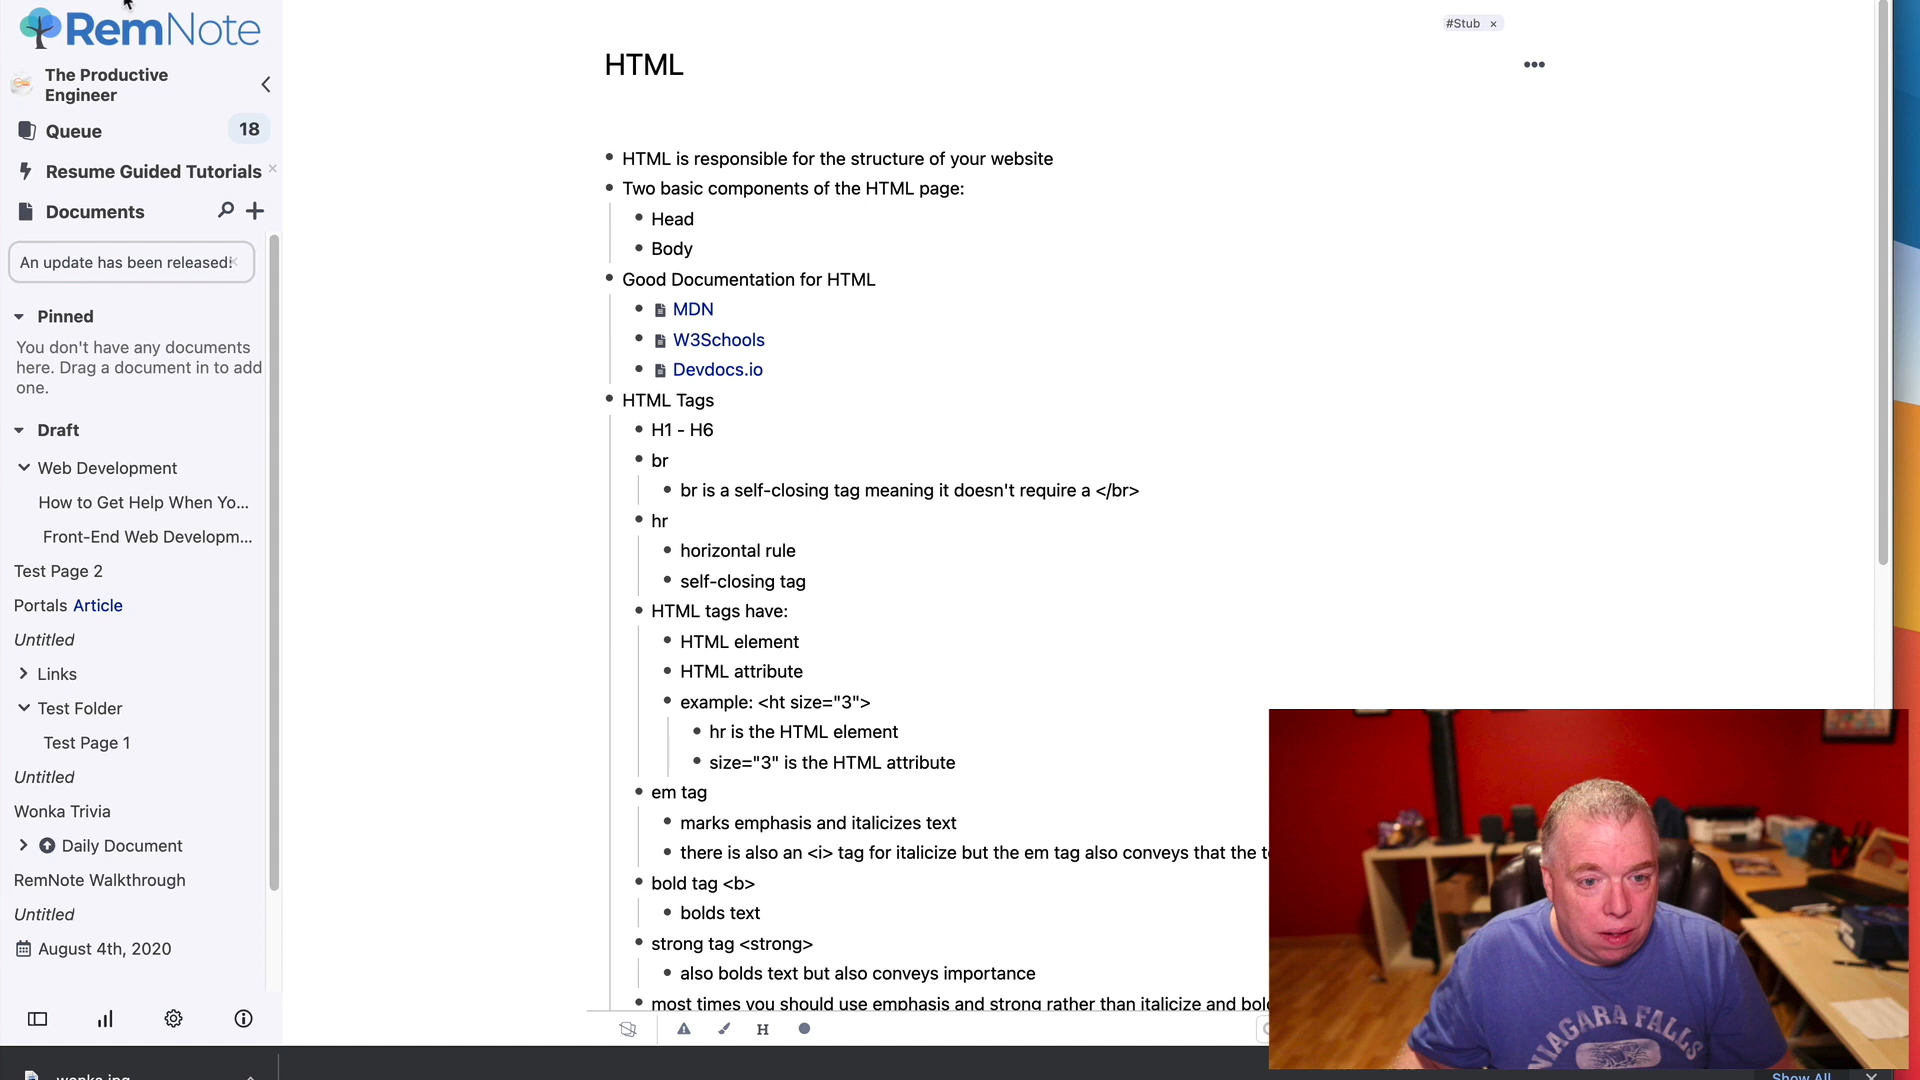 RemNote
The Productive
Engineer
Queue
18
Resume Guided Tutorials
Documents
An update has been released!
Pinned
You don't have any documents
here. Drag a document in to add
one.
Draft
Web Development
How to Get Help When Yo...
Front-End Web Developm...
Test Page 2
Portals Article
Untitled
Links
Test Folder
Test Page 1
Untitled
Wonka Trivia
Daily Document
RemNote Walkthrough
Untitled
August 4th, 2020
#Stub ×
HTML
HTML is responsible for the structure of your website
Two basic components of the HTML page:
Head
Body
Good Documentation for HTML
MDN
W3Schools
Devdocs.io
HTML Tags
H1 - H6
br
br is a self-closing tag meaning it doesn't require a </br>
hr
horizontal rule
self-closing tag
HTML tags have:
HTML element
HTML attribute
example: <ht size="3">
hr is the HTML element
size="3" is the HTML attribute
em tag
marks emphasis and italicizes text
there is also an <i> tag for italicize but the em tag also conveys that the
bold tag <b>
bolds text
strong tag <strong>
also bolds text but also conveys importance
most times you should use emphasis and strong rather than italicize and bold
H
NIAGARA FALLS
wonka.jpg
Show All